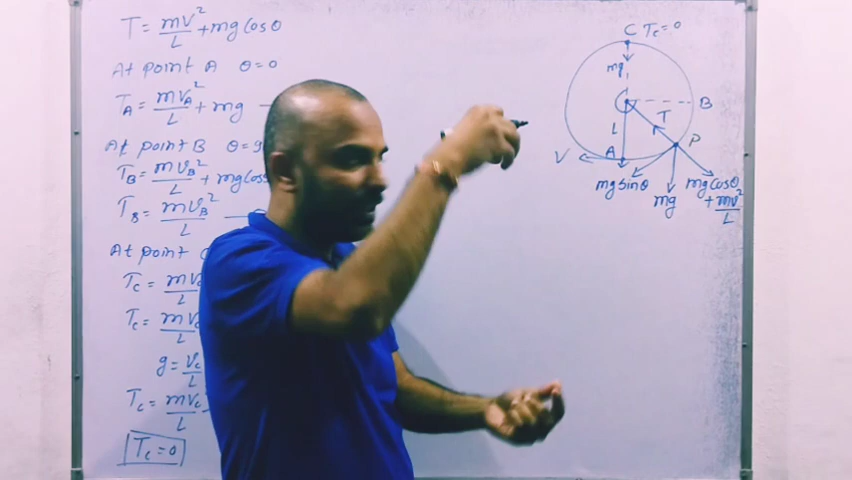 T = mv²/L + mg cosθ
At point A θ=0
T_A = mv_A²/L + mg —
At point B θ=9
T_B = mv_B²/L + mg cos
T_B = mv_B²/L —
At point
T_C = mv
T_C = mv
g = v_C/L
T_C = mv_C/L
T_C = 0
C T_C = 0
mg
B
T
L
A
P
V
mg sinθ
mg
mg cosθ + mv²/L